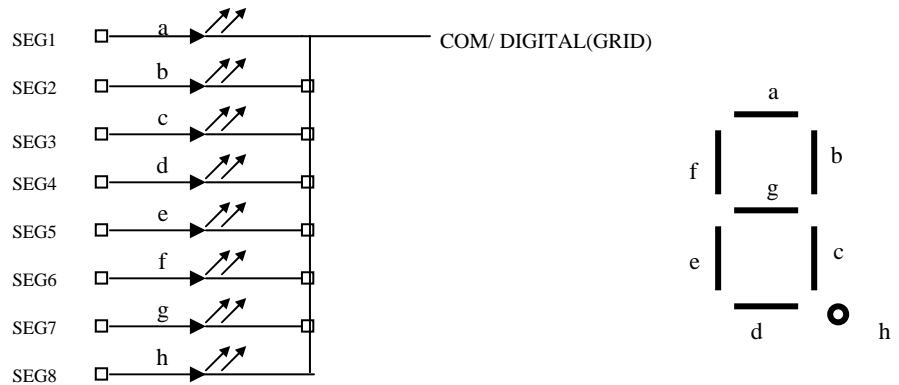 SEG1 a COM/ DIGITAL(GRID)
SEG2 b
SEG3 c
SEG4 d
SEG5 e
SEG6 f
SEG7 g
SEG8 h
a
f b
g
e c
d h